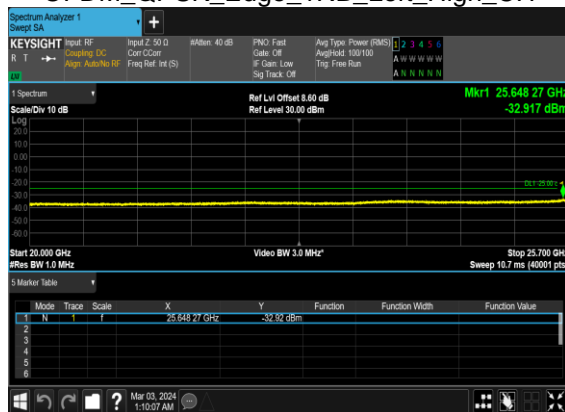 Spectrum Analyzer 1
Swept SA
+
KEYSIGHT Input: RF Input Z: 50 Ω #Atten: 40 dB PNO: Fast Avg Type: Power (RMS) 1 2 3 4 5 6
R T Coupling: DC Corr CCorr Gate: Off Avg|Hold: 100/100 A W W W W W
Align: Auto/No RF Freq Ref: Int (S) IF Gain: Low Trig: Free Run
LW Sig Track: Off A N N N N N
1 Spectrum Ref Lvl Offset 8.60 dB Mkr1 25.648 27 GHz
Scale/Div 10 dB Ref Level 30.00 dBm -32.917 dBm
Log
20.0
10.0
0.00
-10.0
-20.0
DL1 -25.00
-30.0
-40.0
-50.0
-60.0
Start 20.000 GHz Video BW 3.0 MHz* Stop 25.700 GHz
#Res BW 1.0 MHz Sweep 10.7 ms (40001 pts)
5 Marker Table
Mode Trace Scale X Y Function Function Width Function Value
1 N 1 f 25.648 27 GHz -32.92 dBm
2
3
4
5
6
? Mar 03, 2024
1:10:07 AM